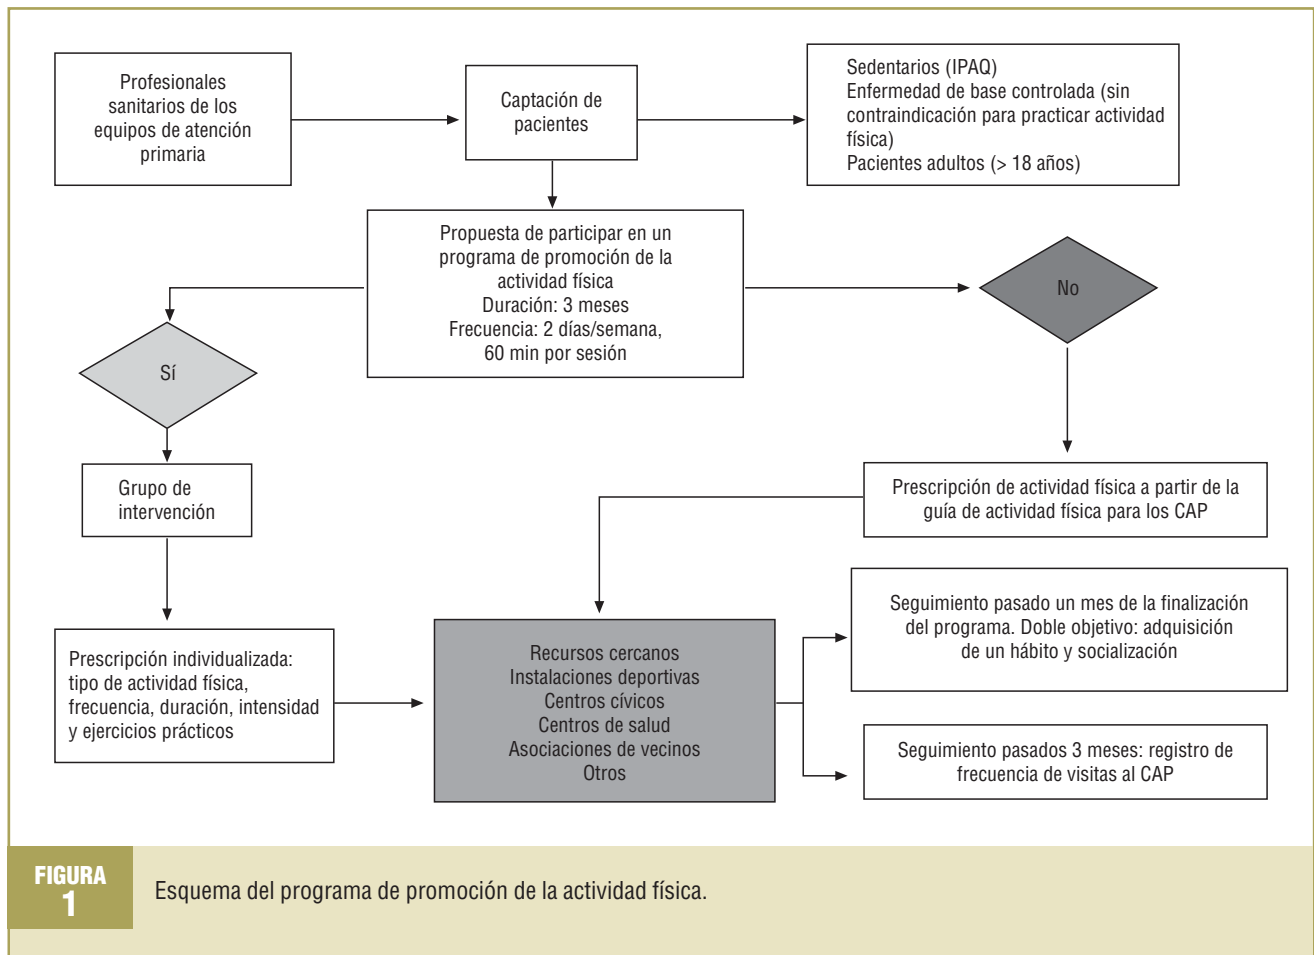 Profesionales
sanitarios de los
equipos de atención
primaria
Captación de
pacientes
Sedentarios (IPAQ)
Enfermedad de base controlada (sin
contraindicación para practicar actividad
física)
Pacientes adultos (> 18 años)
Propuesta de participar en un
programa de promoción de la
actividad física
Duración: 3 meses
Frecuencia: 2 días/semana,
60 min por sesión
No
Sí
Grupo de
intervención
Prescripción de actividad física a partir de la
guía de actividad física para los CAP
Prescripción individualizada:
tipo de actividad física,
frecuencia, duración, intensidad
y ejercicios prácticos
Recursos cercanos
Instalaciones deportivas
Centros cívicos
Centros de salud
Asociaciones de vecinos
Otros
Seguimiento pasado un mes de la finalización
del programa. Doble objetivo: adquisición
de un hábito y socialización
Seguimiento pasados 3 meses: registro de
frecuencia de visitas al CAP
FIGURA
1
Esquema del programa de promoción de la actividad física.